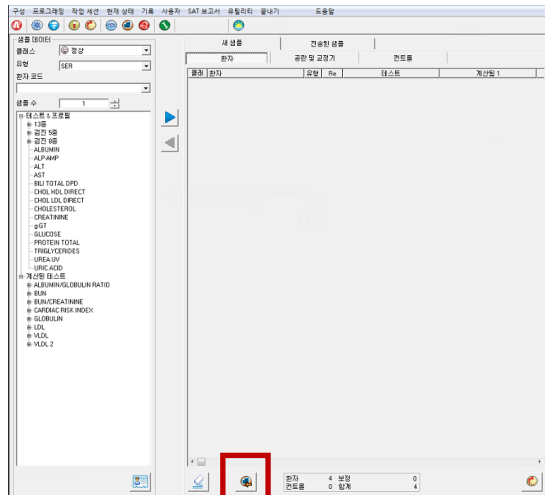 구성 프로그래밍 작업 세션 현재 상태 기록 사용자 SAT 보고서 유틸리티 끝내기 도움말
샘플 데이터
클래스 정상
유형 SER
환자 코드
샘플 수 1
새 샘플 전송된 샘플
환자 공란 및 교정기 컨트롤
클래 환자 유형 Re 테스트 계산됨 1
테스트 & 프로필
13종
검진 5종
검진 8종
ALBUMIN
ALP-AMP
ALT
AST
BILI TOTAL DPD
CHOL HDL DIRECT
CHOL LDL DIRECT
CHOLESTEROL
CREATININE
gGT
GLUCOSE
PROTEIN TOTAL
TRIGLYCERIDES
UREA UV
URIC ACID
계산된 테스트
ALBUMIN/GLOBULIN RATIO
BUN
BUN/CREATININE
CARDIAC RISK INDEX
GLOBULIN
LDL
VLDL
VLDL 2
환자 4 보정 0
컨트롤 0 합계 4